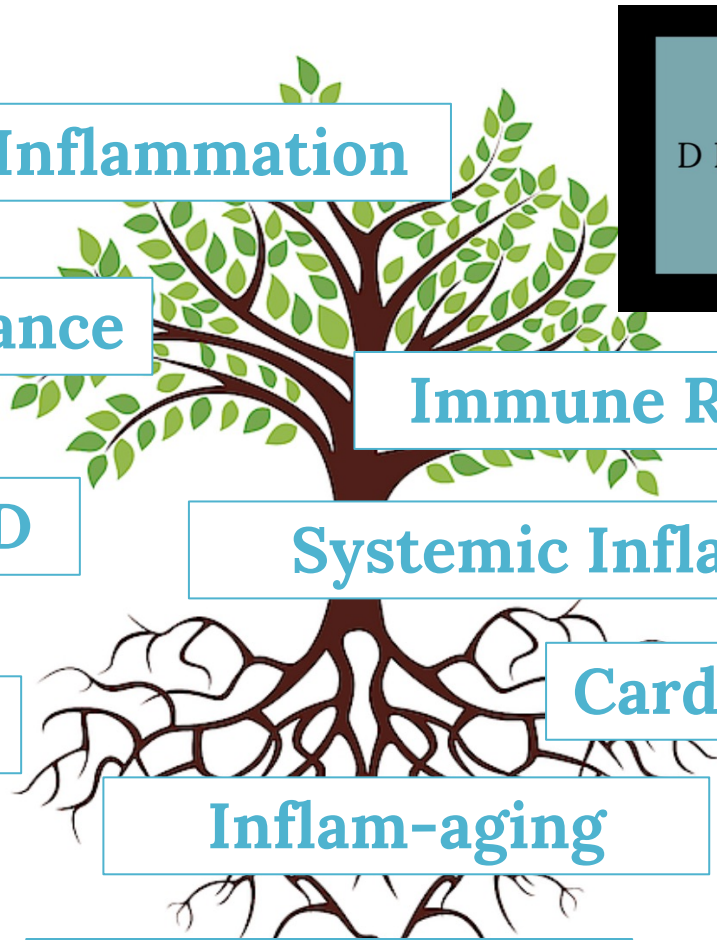 Inflammation
D
ance
Immune R
D
Systemic Infla
Card
Inflam-aging